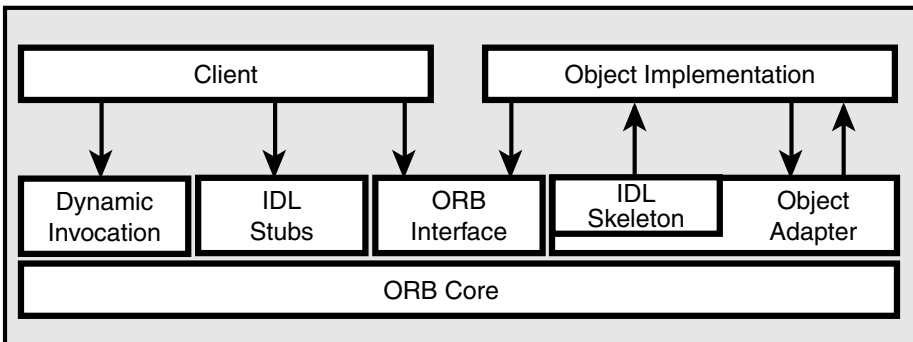 Client
Object Implementation
Dynamic
Invocation
IDL
Stubs
ORB
Interface
IDL
Skeleton
Object
Adapter
ORB Core